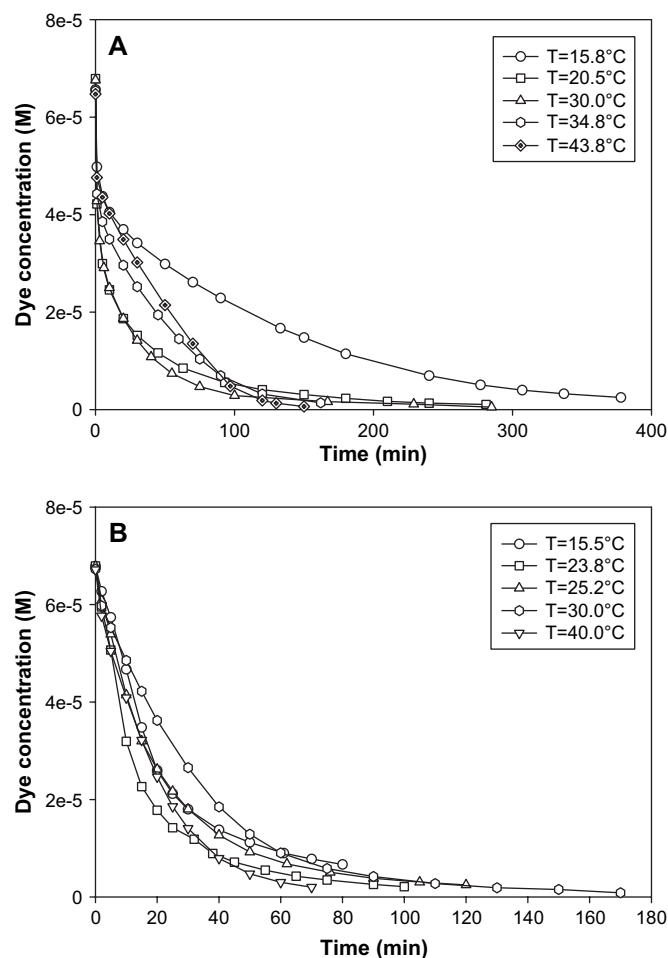 A
8e-5
6e-5
4e-5
2e-5
0
Dye concentration (M)
T=15.8°C
T=20.5°C
T=30.0°C
T=34.8°C
T=43.8°C
0 100 200 300 400
Time (min)
B
8e-5
6e-5
4e-5
2e-5
0
Dye concentration (M)
T=15.5°C
T=23.8°C
T=25.2°C
T=30.0°C
T=40.0°C
0 20 40 60 80 100 120 140 160 180
Time (min)